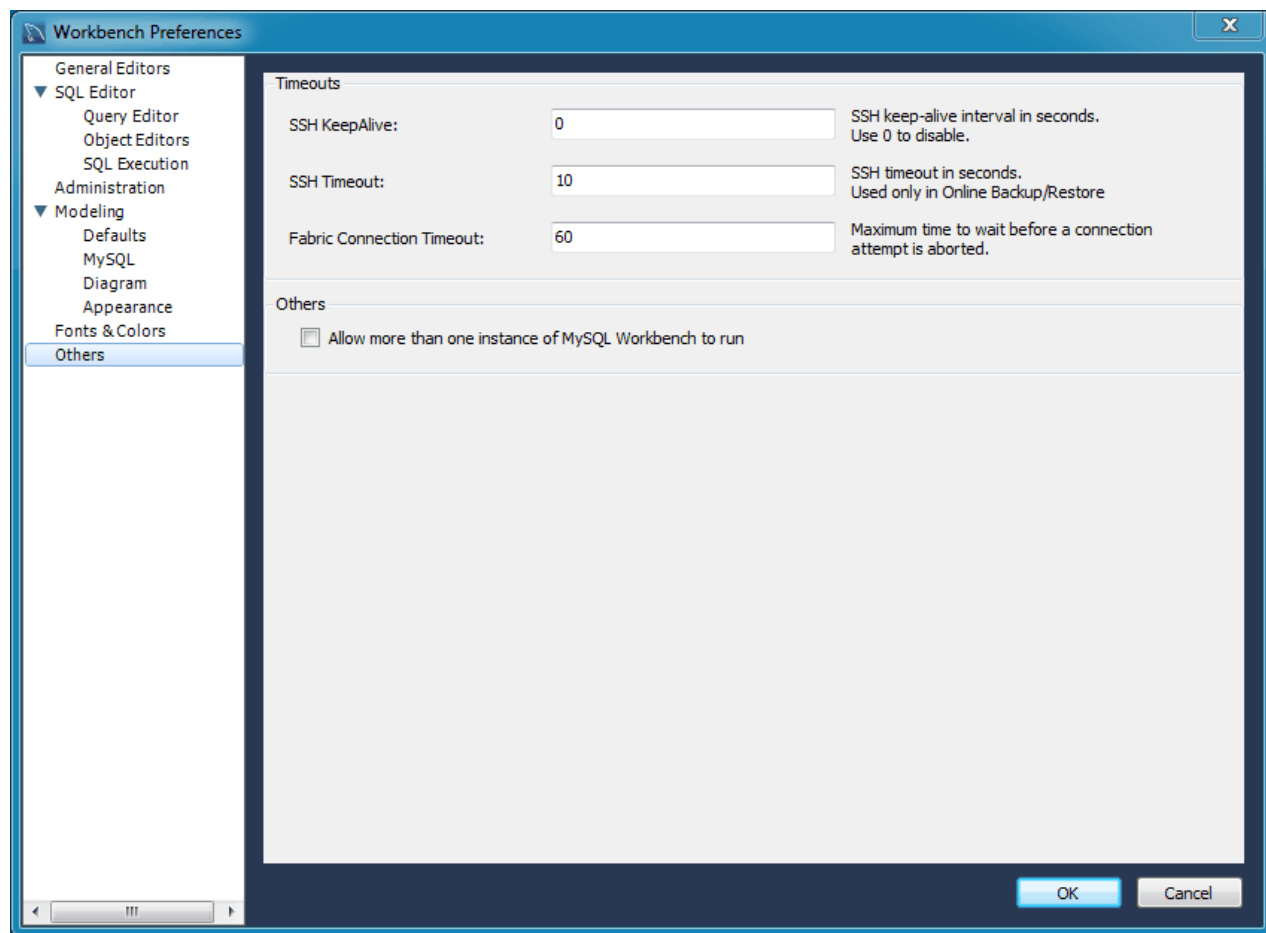 Workbench Preferences
General Editors
SQL Editor
Query Editor
Object Editors
SQL Execution
Administration
Modeling
Defaults
MySQL
Diagram
Appearance
Fonts & Colors
Others
Timeouts
SSH KeepAlive:
0
SSH keep-alive interval in seconds.
Use 0 to disable.
SSH Timeout:
10
SSH timeout in seconds.
Used only in Online Backup/Restore
Fabric Connection Timeout:
60
Maximum time to wait before a connection
attempt is aborted.
Others
Allow more than one instance of MySQL Workbench to run
OK
Cancel